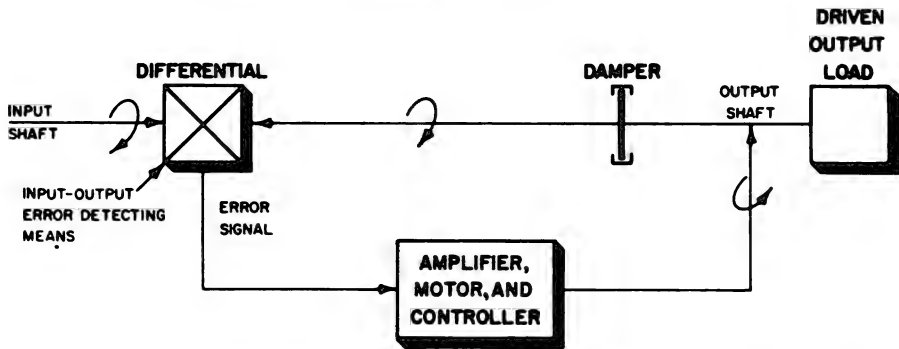 DRIVEN
OUTPUT
LOAD
DIFFERENTIAL
DAMPER
OUTPUT
SHAFT
INPUT
SHAFT
INPUT-OUTPUT
ERROR DETECTING
MEANS
ERROR
SIGNAL
AMPLIFIER,
MOTOR, AND
CONTROLLER